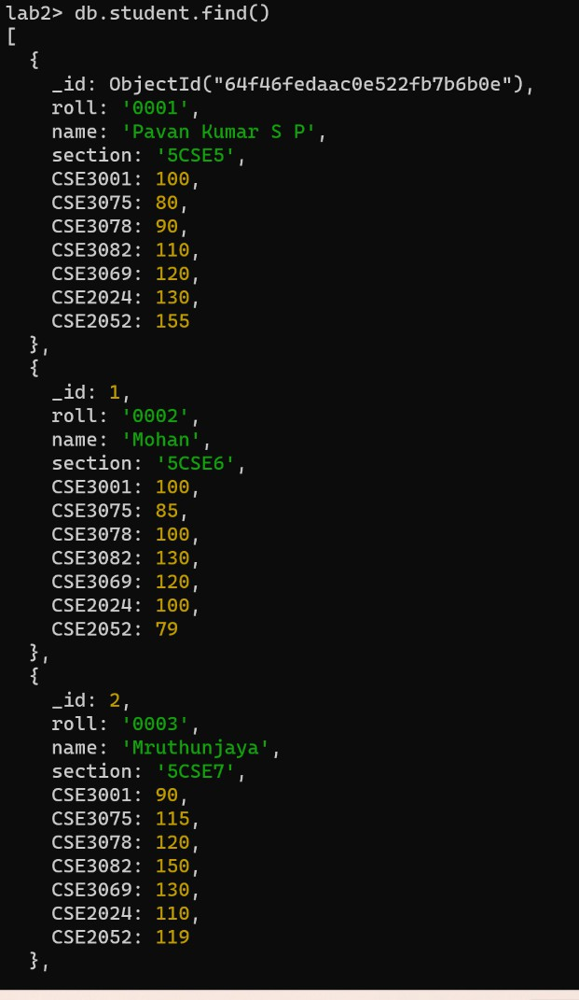 lab2> db.student.find()
[
  {
    _id: ObjectId("64f46fedaac0e522fb7b6b0e"),
    roll: '0001',
    name: 'Pavan Kumar S P',
    section: '5CSE5',
    CSE3001: 100,
    CSE3075: 80,
    CSE3078: 90,
    CSE3082: 110,
    CSE3069: 120,
    CSE2024: 130,
    CSE2052: 155
  },
  {
    _id: 1,
    roll: '0002',
    name: 'Mohan',
    section: '5CSE6',
    CSE3001: 100,
    CSE3075: 85,
    CSE3078: 100,
    CSE3082: 130,
    CSE3069: 120,
    CSE2024: 100,
    CSE2052: 79
  },
  {
    _id: 2,
    roll: '0003',
    name: 'Mruthunjaya',
    section: '5CSE7',
    CSE3001: 90,
    CSE3075: 115,
    CSE3078: 120,
    CSE3082: 150,
    CSE3069: 130,
    CSE2024: 110,
    CSE2052: 119
  },